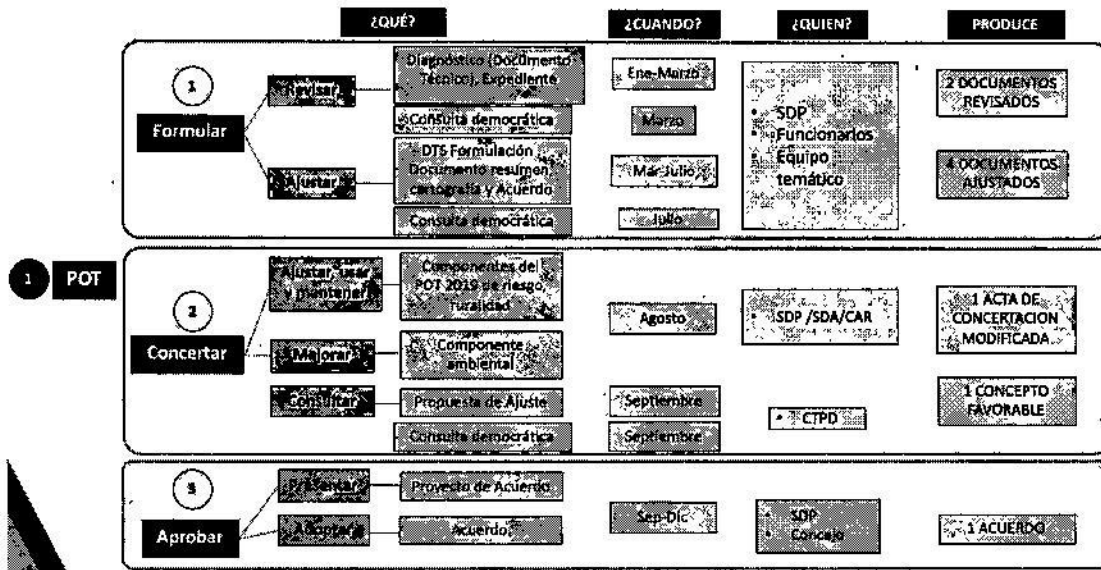 ¿QUÉ?
¿CUANDO?
¿QUIEN?
PRODUCE
1 POT
1
Formular
Revisar
Diagnóstico (Documento
Técnico), Expediente
Ene-Marzo
Consulta democrática
Marzo
Ajustar
DTS Formulación
Documento resumen,
cartografía y Acuerdo
Mar-Julio
Consulta democrática
Julio
• SDP
• Funcionarios
• Equipo
temático
2 DOCUMENTOS
REVISADOS
4 DOCUMENTOS
AJUSTADOS
2
Concertar
Ajustar, usar
y mantener
Componentes del
POT 2019 de riesgo,
ruralidad
Mejorar
Componente
ambiental
Agosto
• SDP /SDA/CAR
1 ACTA DE
CONCERTACION
MODIFICADA
Consultar
Propuesta de Ajuste
Septiembre
Consulta democrática
Septiembre
• CTPD
1 CONCEPTO
FAVORABLE
3
Aprobar
Presentar
Proyecto de Acuerdo
Adoptar
Acuerdo
Sep-Dic
• SDP
• Concejo
1 ACUERDO